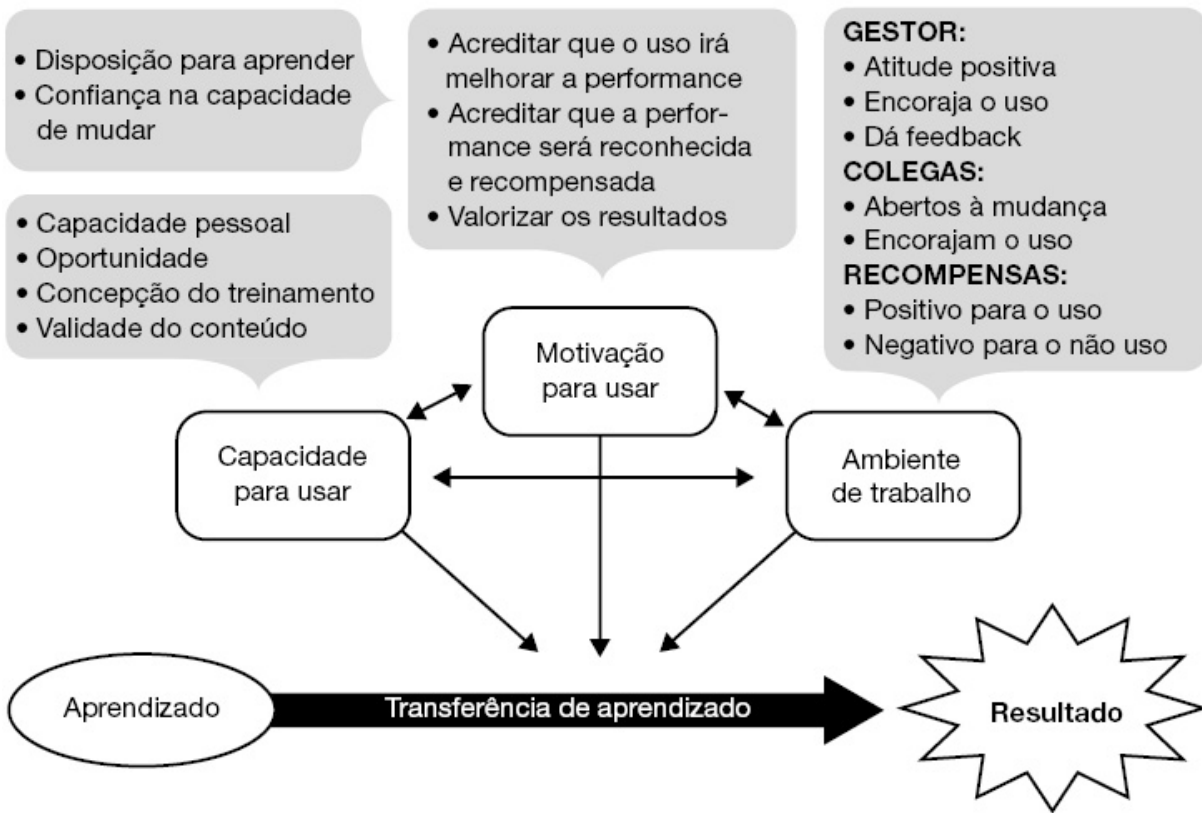 • Disposição para aprender
• Confiança na capacidade
de mudar
• Capacidade pessoal
• Oportunidade
• Concepção do treinamento
• Validade do conteúdo
• Acreditar que o uso irá
melhorar a performance
• Acreditar que a perfor-
mance será reconhecida
e recompensada
• Valorizar os resultados
GESTOR:
• Atitude positiva
• Encoraja o uso
• Dá feedback
COLEGAS:
• Abertos à mudança
• Encorajam o uso
RECOMPENSAS:
• Positivo para o uso
• Negativo para o não uso
Motivação
para usar
Capacidade
para usar
Ambiente
de trabalho
Aprendizado
Transferência de aprendizado
Resultado